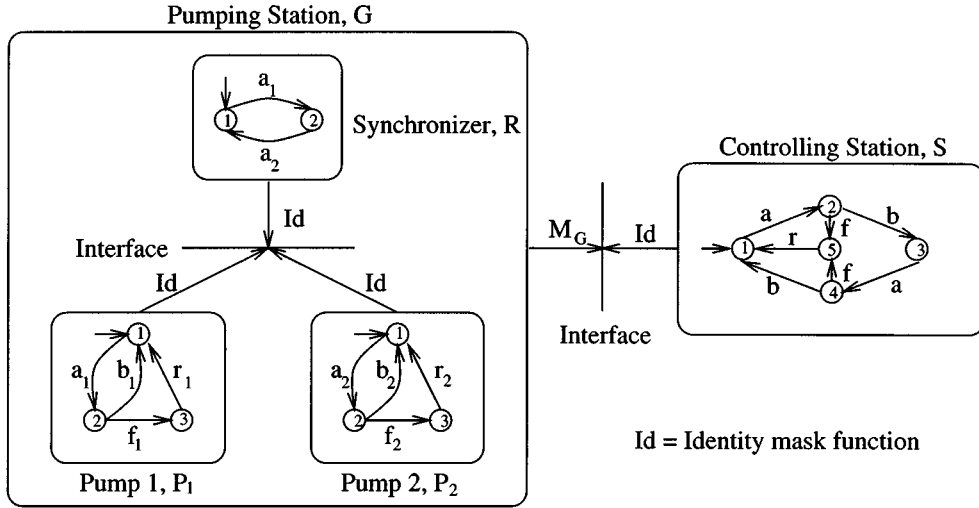 Pumping Station, G
a1
1
2
a2
Synchronizer, R
Id
Interface
Id
Id
1
a1
b1
r1
2
3
f1
Pump 1, P1
1
a2
b2
r2
2
3
f2
Pump 2, P2
MG
Id
Interface
Controlling Station, S
a
2
b
f
1
r
5
3
f
b
4
a
Id = Identity mask function